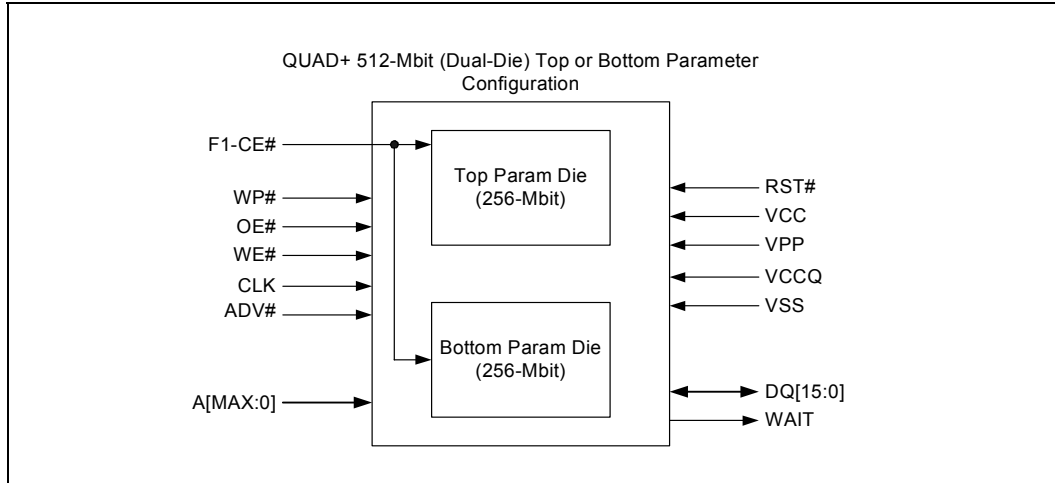 QUAD+ 512-Mbit (Dual-Die) Top or Bottom Parameter
Configuration
F1-CE#
WP#
OE#
WE#
CLK
ADV#
A[MAX:0]
Top Param Die
(256-Mbit)
Bottom Param Die
(256-Mbit)
RST#
VCC
VPP
VCCQ
VSS
DQ[15:0]
WAIT